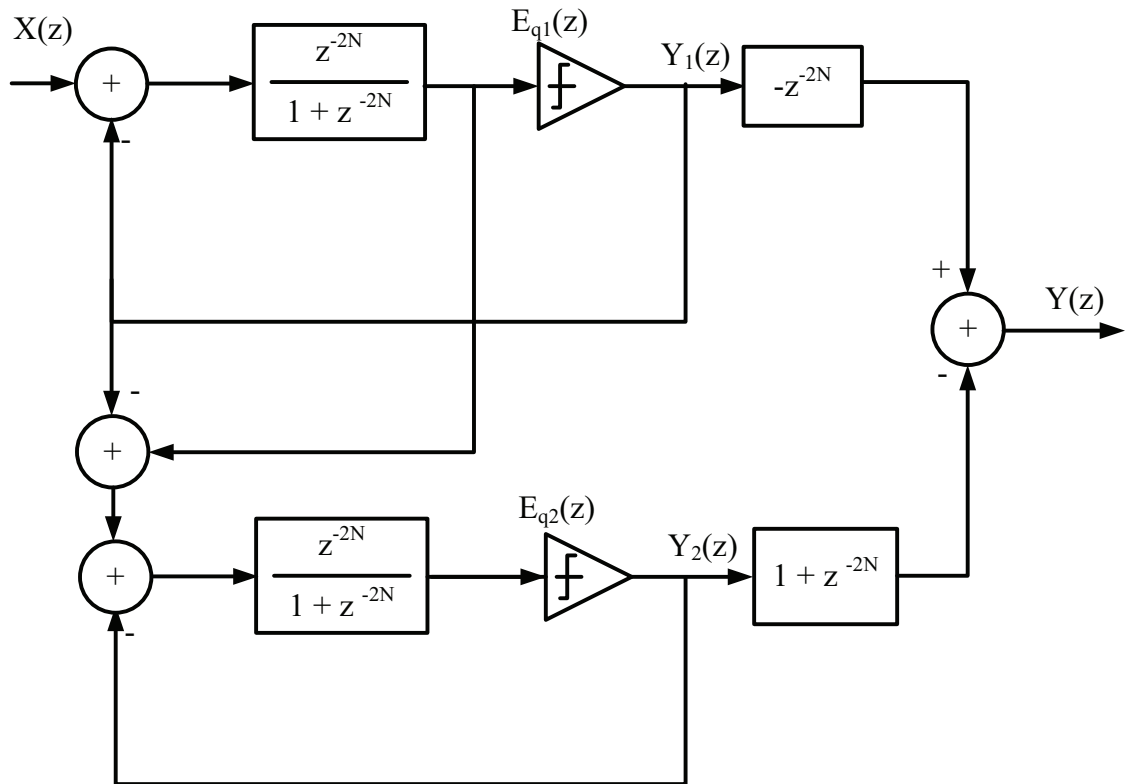 X(z)
+
-
z^-2N
1 + z^-2N
E_q1(z)
Y_1(z)
-z^-2N
+
+
-
Y(z)
-
+
+
-
z^-2N
1 + z^-2N
E_q2(z)
Y_2(z)
1 + z^-2N